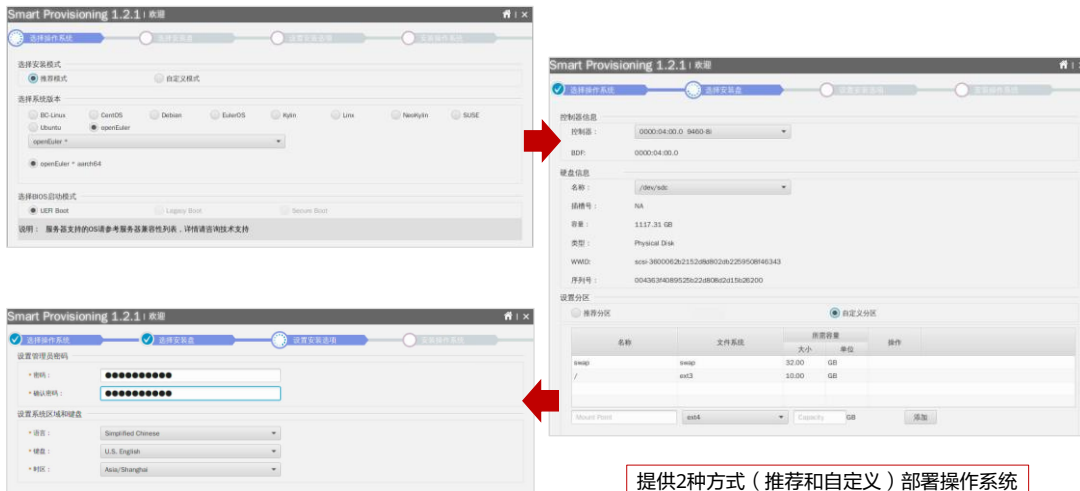 Smart Provisioning 1.2.1 | 欢迎
选择操作系统 选择安装盘 设置安装选项 安装操作系统
选择安装模式
推荐模式 自定义模式
选择系统版本
BC-Linux CentOS Debian EulerOS Kylin Linx NeoKylin SUSE
Ubuntu openEuler
openEuler *
openEuler * aarch64
选择BIOS启动模式
UEFI Boot Legacy Boot Secure Boot
说明： 服务器支持的OS请参考服务器兼容性列表，详情请咨询技术支持
Smart Provisioning 1.2.1 | 欢迎
选择操作系统 选择安装盘 设置安装选项 安装操作系统
控制器信息
控制器： 0000:04:00.0 9460-8i
BDF: 0000:04:00.0
硬盘信息
名称： /dev/sdc
插槽号： NA
容量： 1117.31 GB
类型： Physical Disk
WWID: scsi-3600062b2152d8d802db2259508f46343
序列号： 004363f4089525b22d808d2d15b26200
设置分区
推荐分区 自定义分区
名称 文件系统 所需容量 操作
大小 单位
swap swap 32.00 GB
/ ext3 10.00 GB
Mount Point ext4 Capacity GB 添加
Smart Provisioning 1.2.1 | 欢迎
选择操作系统 选择安装盘 设置安装选项 安装操作系统
设置管理员密码
* 密码：
* 确认密码：
设置系统区域和键盘
* 语言： Simplified Chinese
* 键盘： U.S. English
* 时区： Asia/Shanghai
提供2种方式（推荐和自定义）部署操作系统